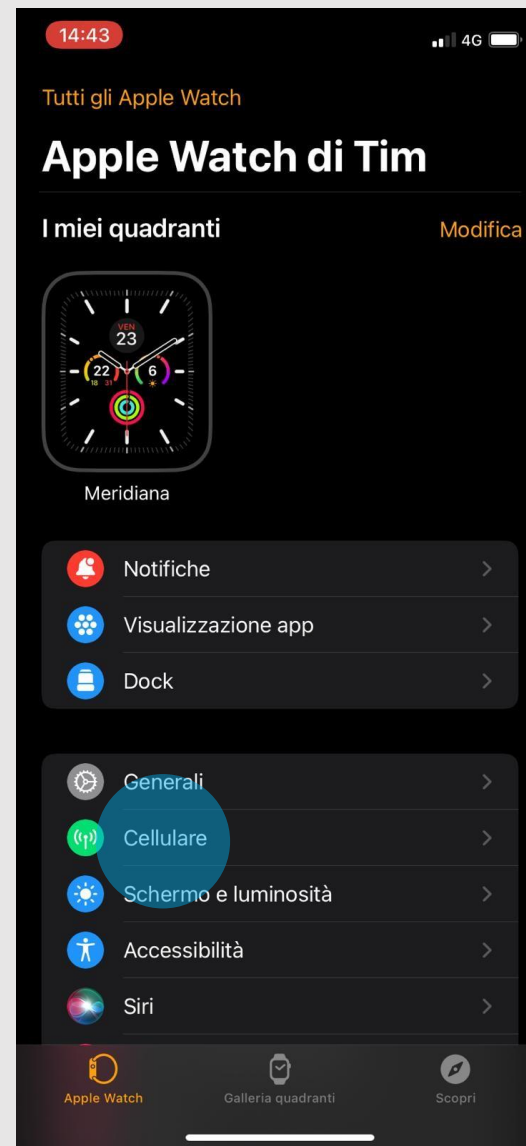 14:43
4G
Tutti gli Apple Watch
Apple Watch di Tim
I miei quadranti
Modifica
VEN
23
22
18 31
6
Meridiana
Notifiche
Visualizzazione app
Dock
Generali
Cellulare
Schermo e luminosità
Accessibilità
Siri
Apple Watch
Galleria quadranti
Scopri